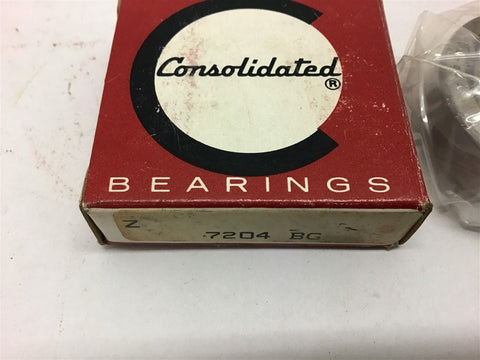 Consolidated®
BEARINGS
Z
7204 BG